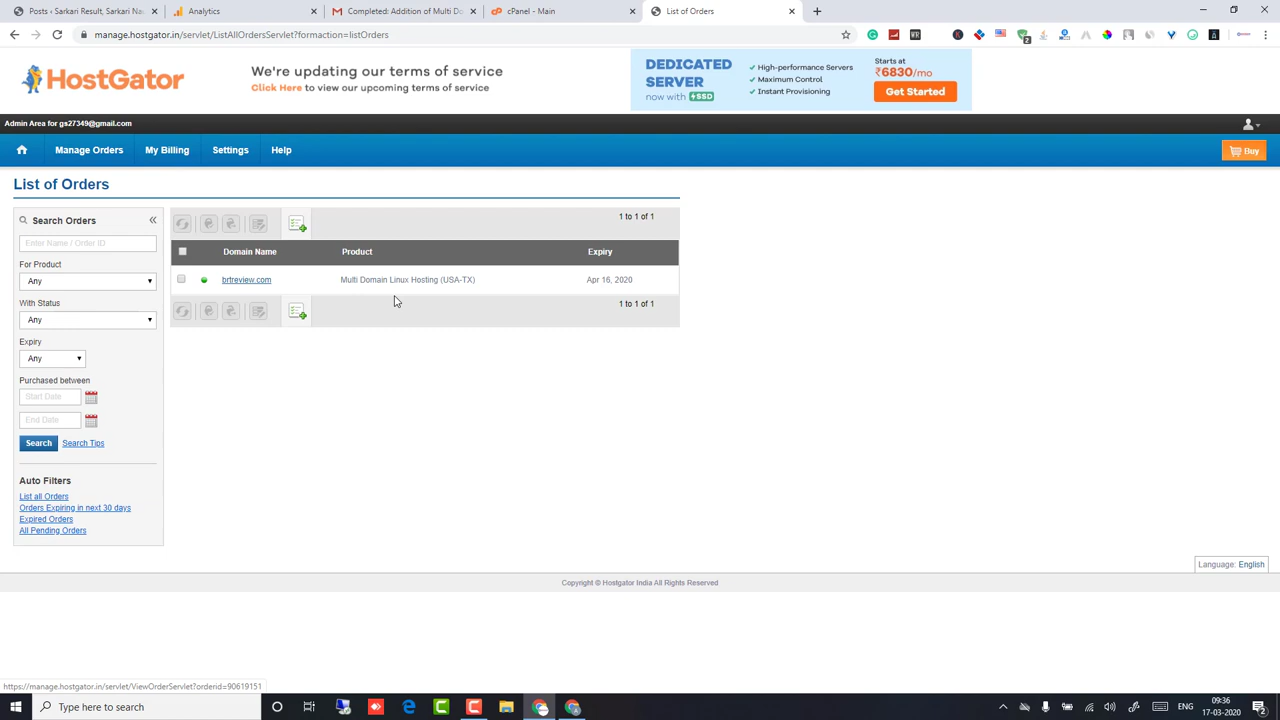 Posts ‹ Sarkari Result, Sarkari Nau
Analytics
Completed: Addition of Multi Do
cPanel - Main
List of Orders
manage.hostgator.in/servlet/ListAllOrdersServlet?formaction=listOrders
HostGator
We're updating our terms of service
Click Here to view our upcoming terms of service
DEDICATED
SERVER
now with SSD
High-performance Servers
Maximum Control
Instant Provisioning
Starts at
₹6830/mo
Get Started
Admin Area for gs27349@gmail.com
Manage Orders
My Billing
Settings
Help
Buy
List of Orders
Search Orders
«
Enter Name / Order ID
For Product
Any
With Status
Any
Expiry
Any
Purchased between
Start Date
End Date
Search
Search Tips
Auto Filters
List all Orders
Orders Expiring in next 30 days
Expired Orders
All Pending Orders
1 to 1 of 1
Domain Name
Product
Expiry
brtreview.com
Multi Domain Linux Hosting (USA-TX)
Apr 16, 2020
1 to 1 of 1
Language: English
Copyright © Hostgator India All Rights Reserved
https://manage.hostgator.in/servlet/ViewOrderServlet?orderid=90619151
Type here to search
ENG
09:36
17-03-2020
2